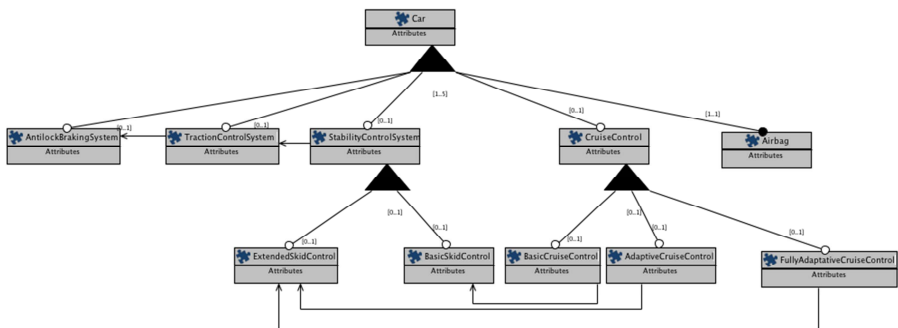 Car
Attributes
[1..5]
[0..1]
[1..1]
[0..1]
[0..1]
[0..1]
AntilockBrakingSystem
Attributes
TractionControlSystem
Attributes
StabilityControlSystem
Attributes
CruiseControl
Attributes
Airbag
Attributes
[0..1]
[0..1]
[0..1]
[0..1]
[0..1]
[0..1]
[0..1]
ExtendedSkidControl
Attributes
BasicSkidControl
Attributes
BasicCruiseControl
Attributes
AdaptiveCruiseControl
Attributes
FullyAdaptativeCruiseControl
Attributes